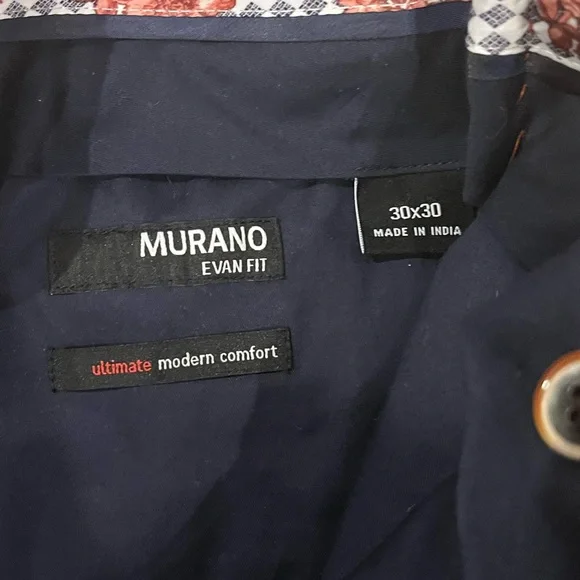 MURANO
EVAN FIT
30x30
MADE IN INDIA
ultimate modern comfort